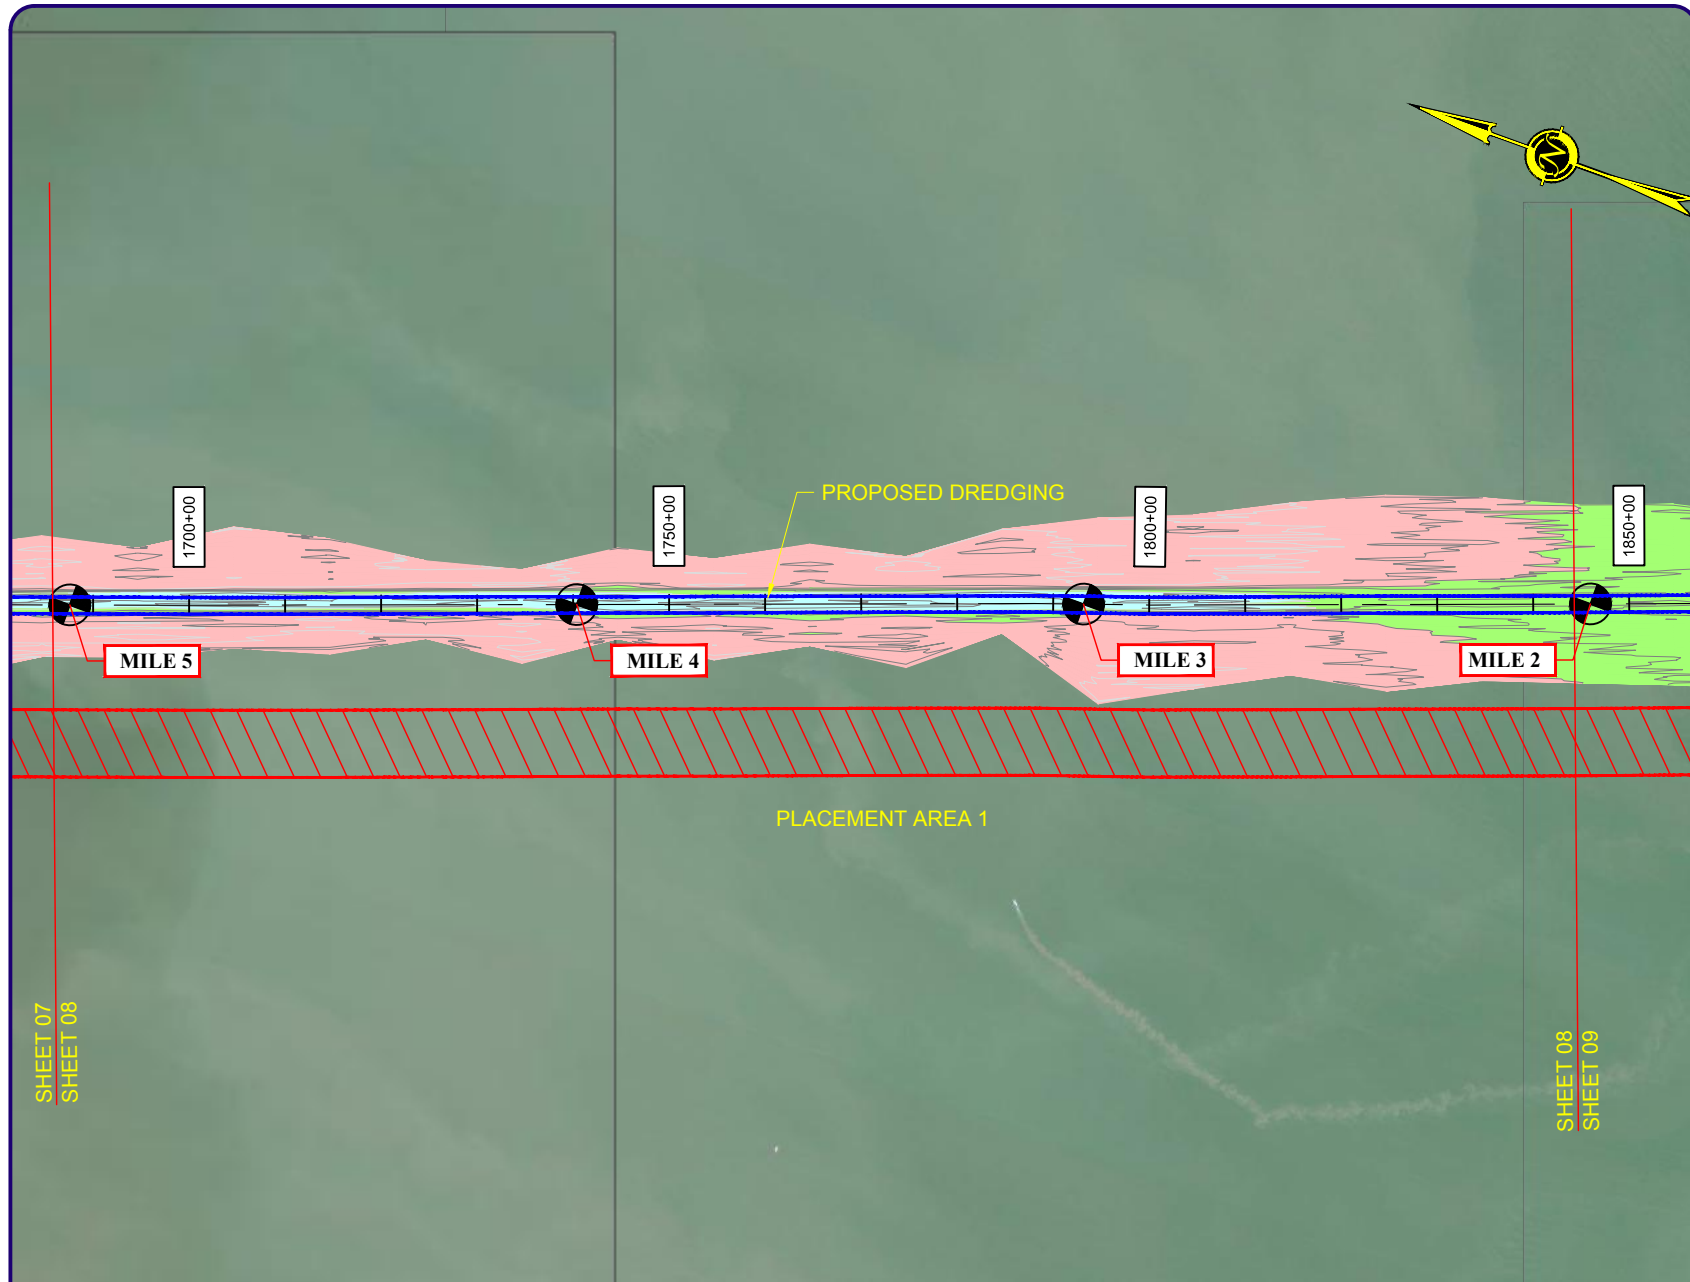 N
PROPOSED DREDGING
1700+00
1750+00
1800+00
1850+00
MILE 5
MILE 4
MILE 3
MILE 2
PLACEMENT AREA 1
SHEET 07
SHEET 08
SHEET 08
SHEET 09